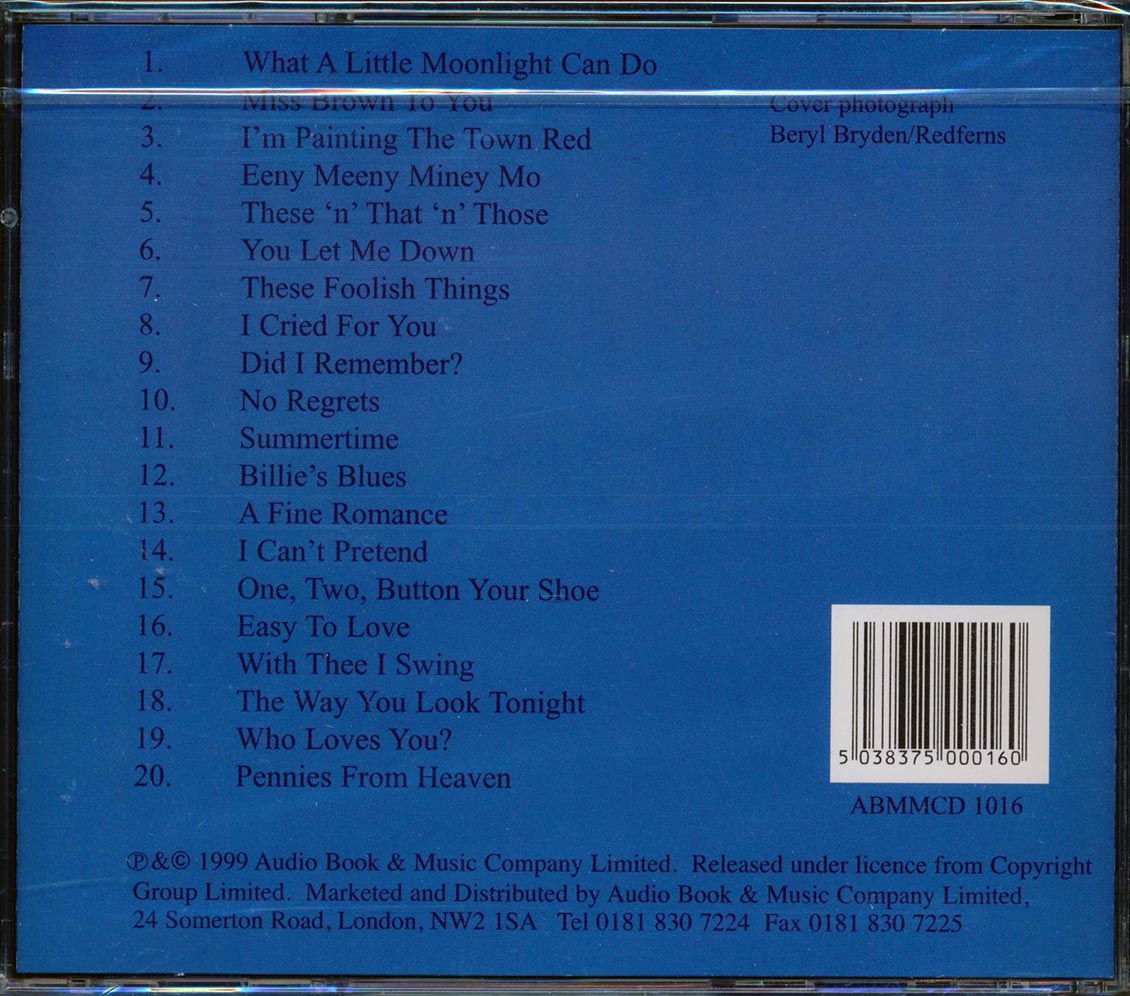 1. What A Little Moonlight Can Do
2. Miss Brown To You
3. I'm Painting The Town Red
4. Eeny Meeny Miney Mo
5. These ‘n’ That ‘n’ Those
6. You Let Me Down
7. These Foolish Things
8. I Cried For You
9. Did I Remember?
10. No Regrets
11. Summertime
12. Billie’s Blues
13. A Fine Romance
14. I Can’t Pretend
15. One, Two, Button Your Shoe
16. Easy To Love
17. With Thee I Swing
18. The Way You Look Tonight
19. Who Loves You?
20. Pennies From Heaven
Cover photograph
Beryl Bryden/Redferns
5 038375 000160
ABMMCD 1016
℗&© 1999 Audio Book & Music Company Limited. Released under licence from Copyright
Group Limited. Marketed and Distributed by Audio Book & Music Company Limited,
24 Somerton Road, London, NW2 1SA Tel 0181 830 7224 Fax 0181 830 7225